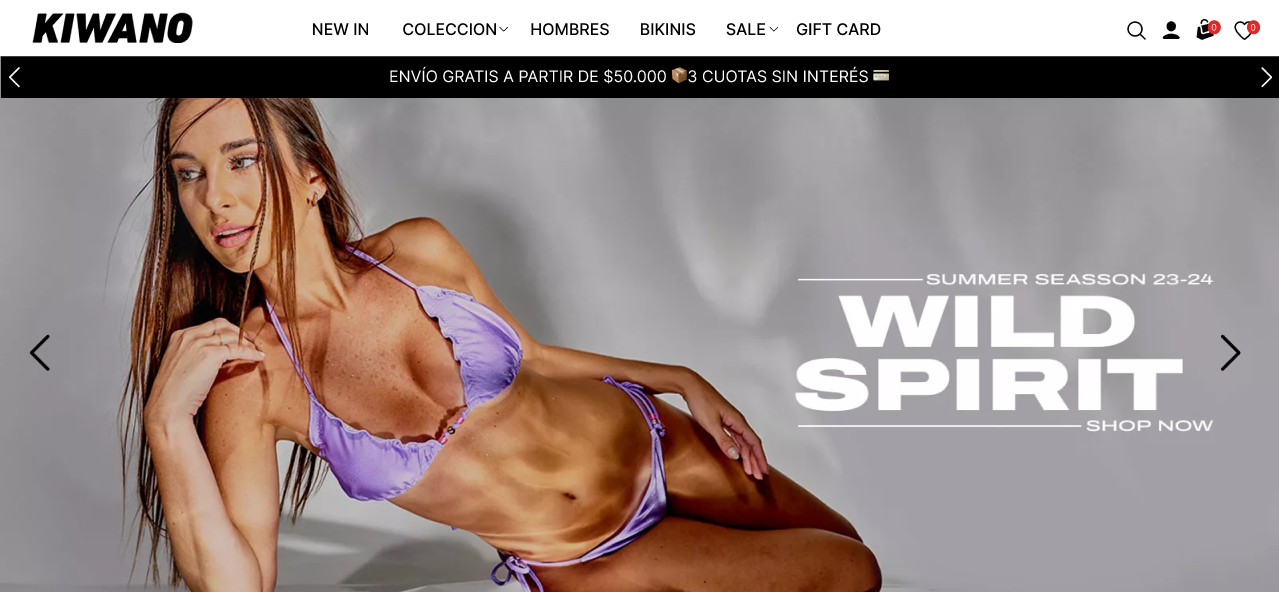 KIWANO
NEW IN COLECCION HOMBRES BIKINIS SALE GIFT CARD
0 0
ENVÍO GRATIS A PARTIR DE $50.000 📦3 CUOTAS SIN INTERÉS 💳
SUMMER SEASSON 23-24
WILD
SPIRIT
SHOP NOW